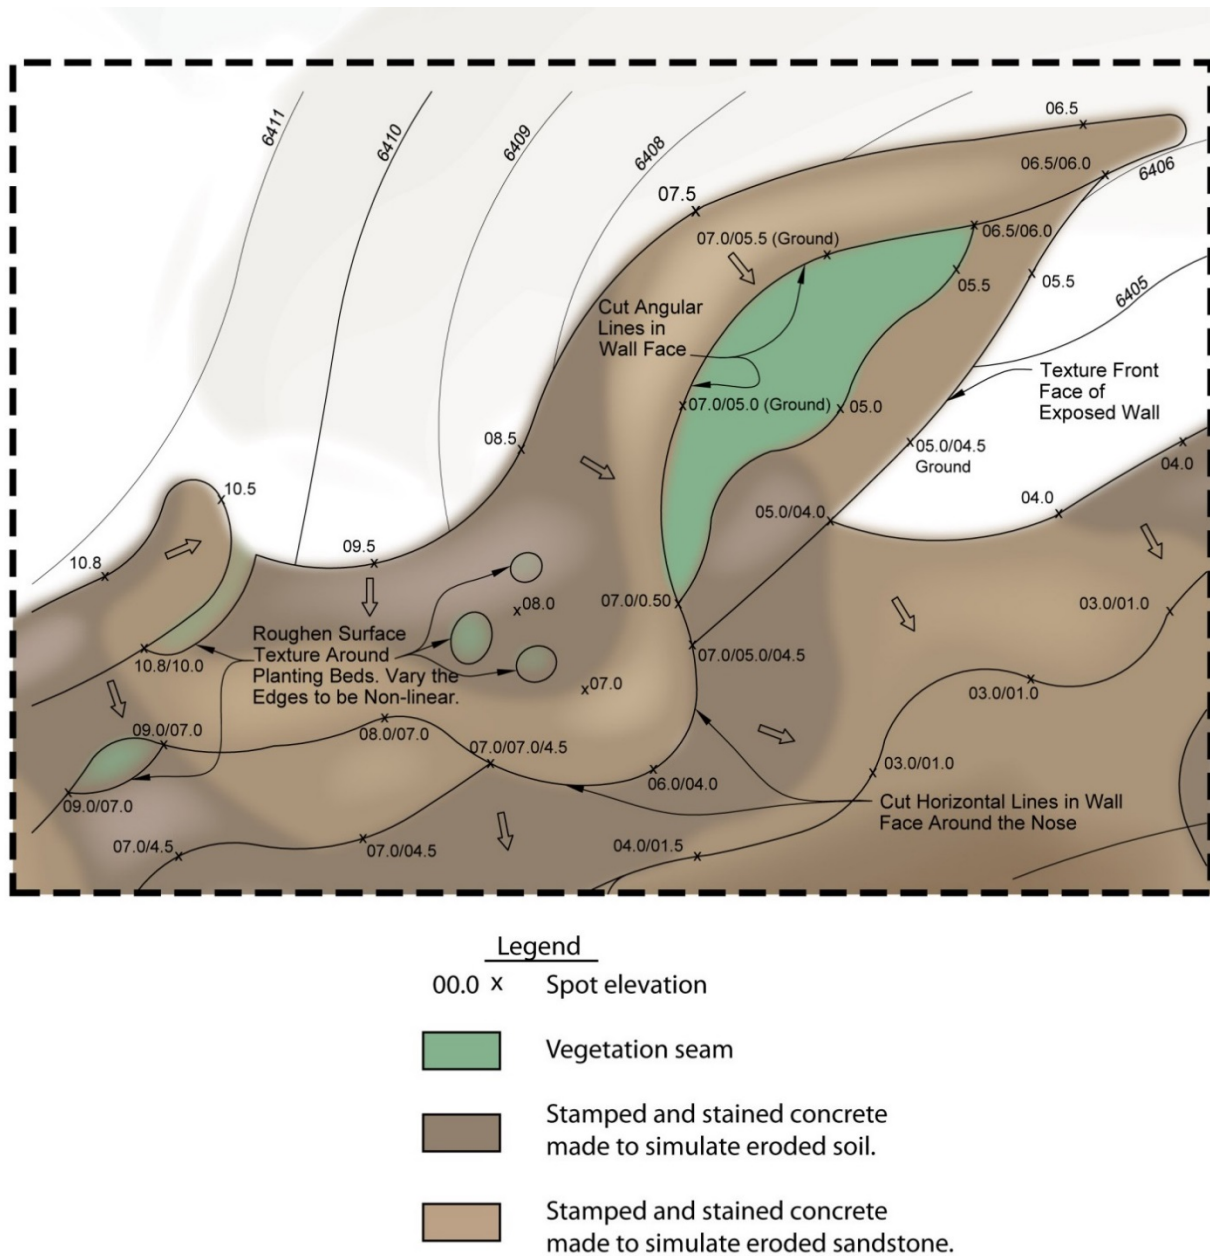 6411
6410
6409
6408
06.5
06.5/06.0
6406
07.5
07.0/05.5 (Ground)
06.5/06.0
05.5
05.5
6405
Cut Angular
Lines in
Wall Face
Texture Front
Face of
Exposed Wall
07.0/05.0 (Ground)
05.0
08.5
05.0/04.5
Ground
04.0
10.5
05.0/04.0
04.0
10.8
09.5
07.0/0.50
08.0
03.0/01.0
Roughen Surface
Texture Around
Planting Beds. Vary the
Edges to be Non-linear.
10.8/10.0
07.0/05.0/04.5
07.0
03.0/01.0
09.0/07.0
08.0/07.0
07.0/07.0/4.5
06.0/04.0
03.0/01.0
09.0/07.0
Cut Horizontal Lines in Wall
Face Around the Nose
07.0/4.5
07.0/04.5
04.0/01.5
Legend
00.0 x Spot elevation
Vegetation seam
Stamped and stained concrete
made to simulate eroded soil.
Stamped and stained concrete
made to simulate eroded sandstone.